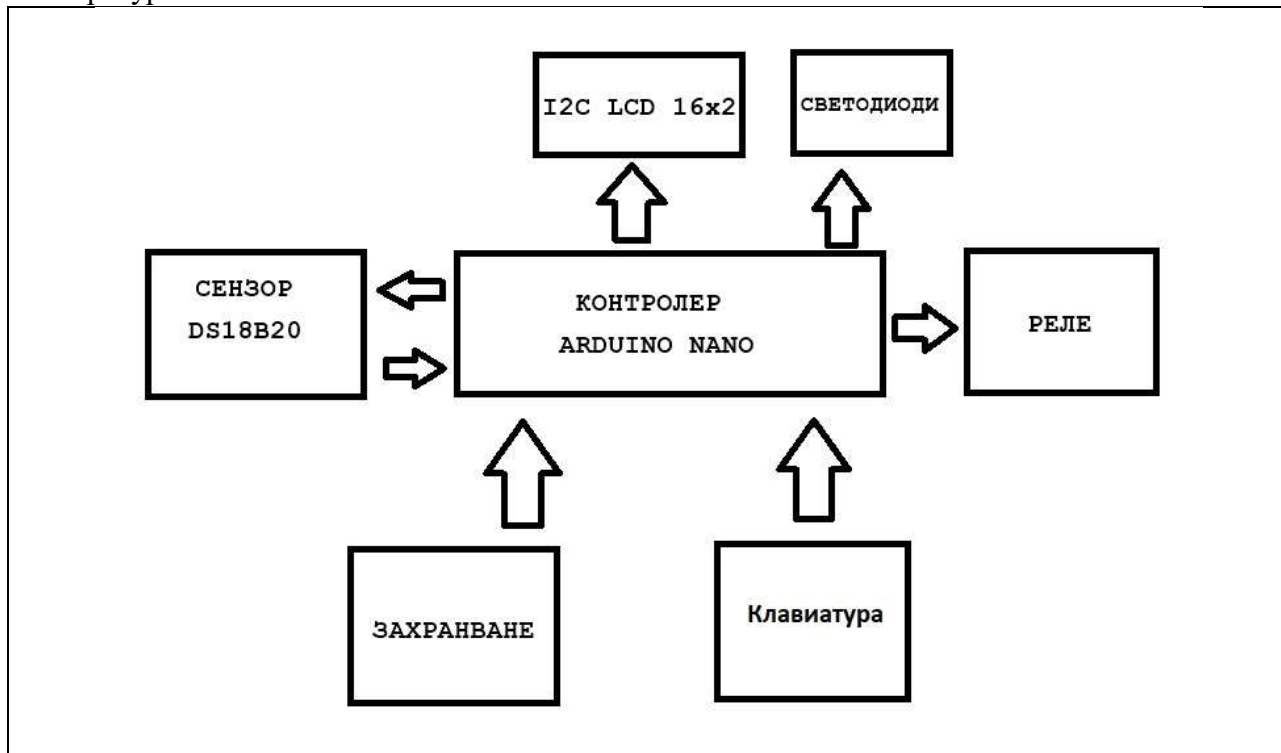 I2C LCD 16x2
СВЕТОДИОДИ
СЕНЗОР
DS18B20
КОНТРОЛЕР
ARDUINO NANO
РЕЛЕ
ЗАХРАНВАНЕ
Клавиатура